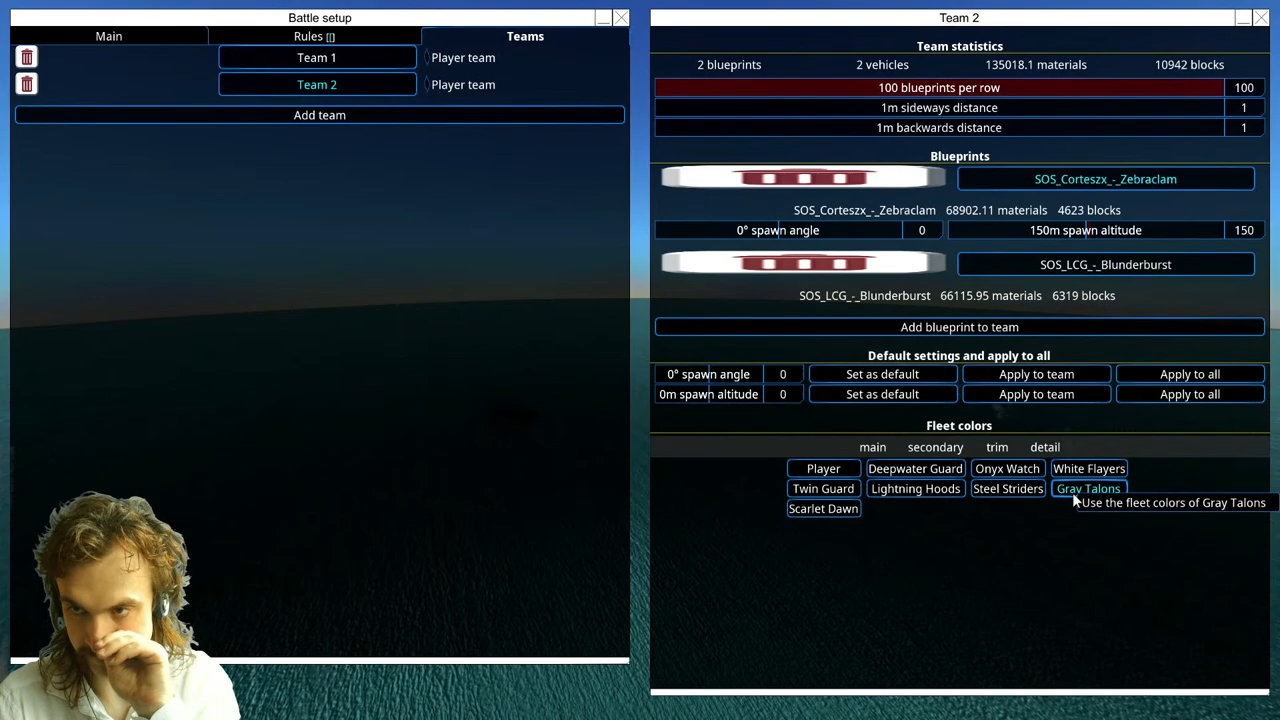 Battle setup
Main
Rules [[]
Teams
Team 1
Player team
Team 2
Player team
Add team
Team 2
Team statistics
2 blueprints
2 vehicles
135018.1 materials
10942 blocks
100 blueprints per row
100
1m sideways distance
1
1m backwards distance
1
Blueprints
SOS_Corteszx_-_Zebraclam
SOS_Corteszx_-_Zebraclam 68902.11 materials 4623 blocks
0° spawn angle
0
150m spawn altitude
150
SOS_LCG_-_Blunderburst
SOS_LCG_-_Blunderburst 66115.95 materials 6319 blocks
Add blueprint to team
Default settings and apply to all
0° spawn angle
0
Set as default
Apply to team
Apply to all
0m spawn altitude
0
Set as default
Apply to team
Apply to all
Fleet colors
main
secondary
trim
detail
Player
Deepwater Guard
Onyx Watch
White Flayers
Twin Guard
Lightning Hoods
Steel Striders
Gray Talons
Use the fleet colors of Gray Talons
Scarlet Dawn